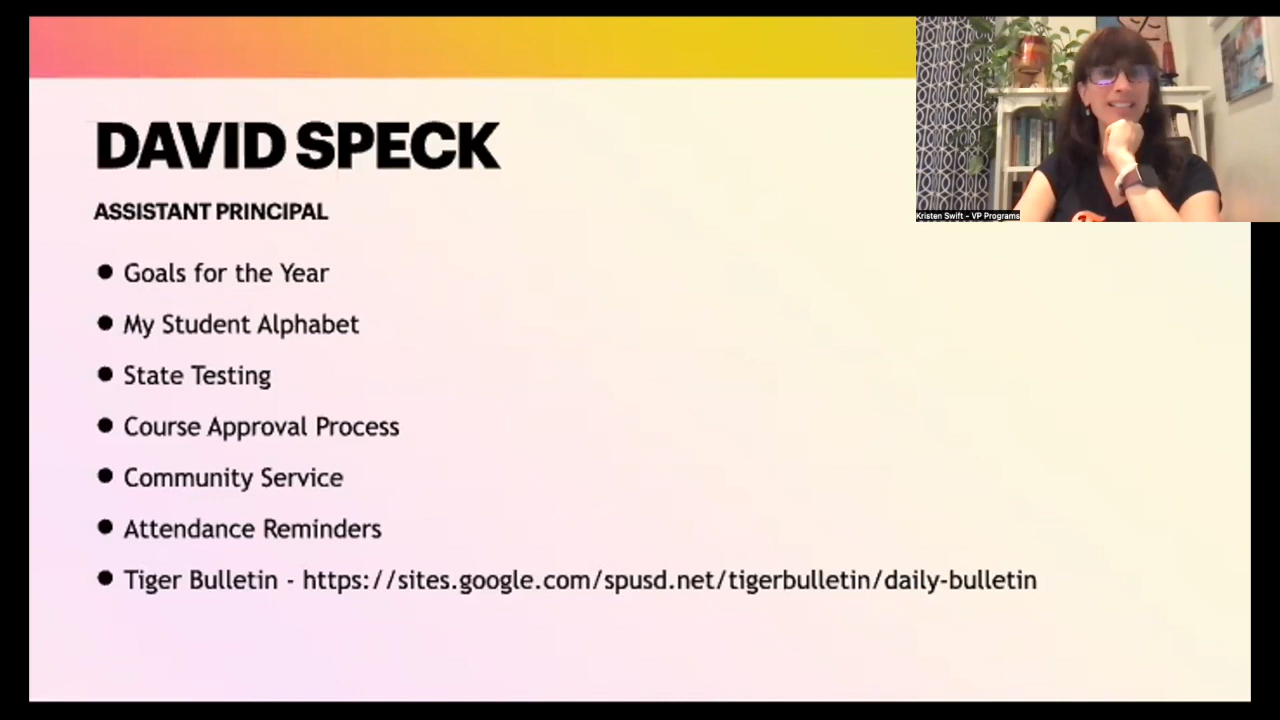 DAVID SPECK
ASSISTANT PRINCIPAL
● Goals for the Year
● My Student Alphabet
● State Testing
● Course Approval Process
● Community Service
● Attendance Reminders
● Tiger Bulletin - https://sites.google.com/spusd.net/tigerbulletin/daily-bulletin
Kristen Swift - VP Programs